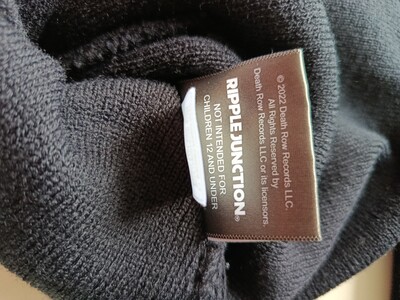 © 2022 Death Row Records LLC.
All Rights Reserved by
Death Row Records LLC or its licensors.
RIPPLE JUNCTION®
NOT INTENDED FOR
CHILDREN 12 AND UNDER